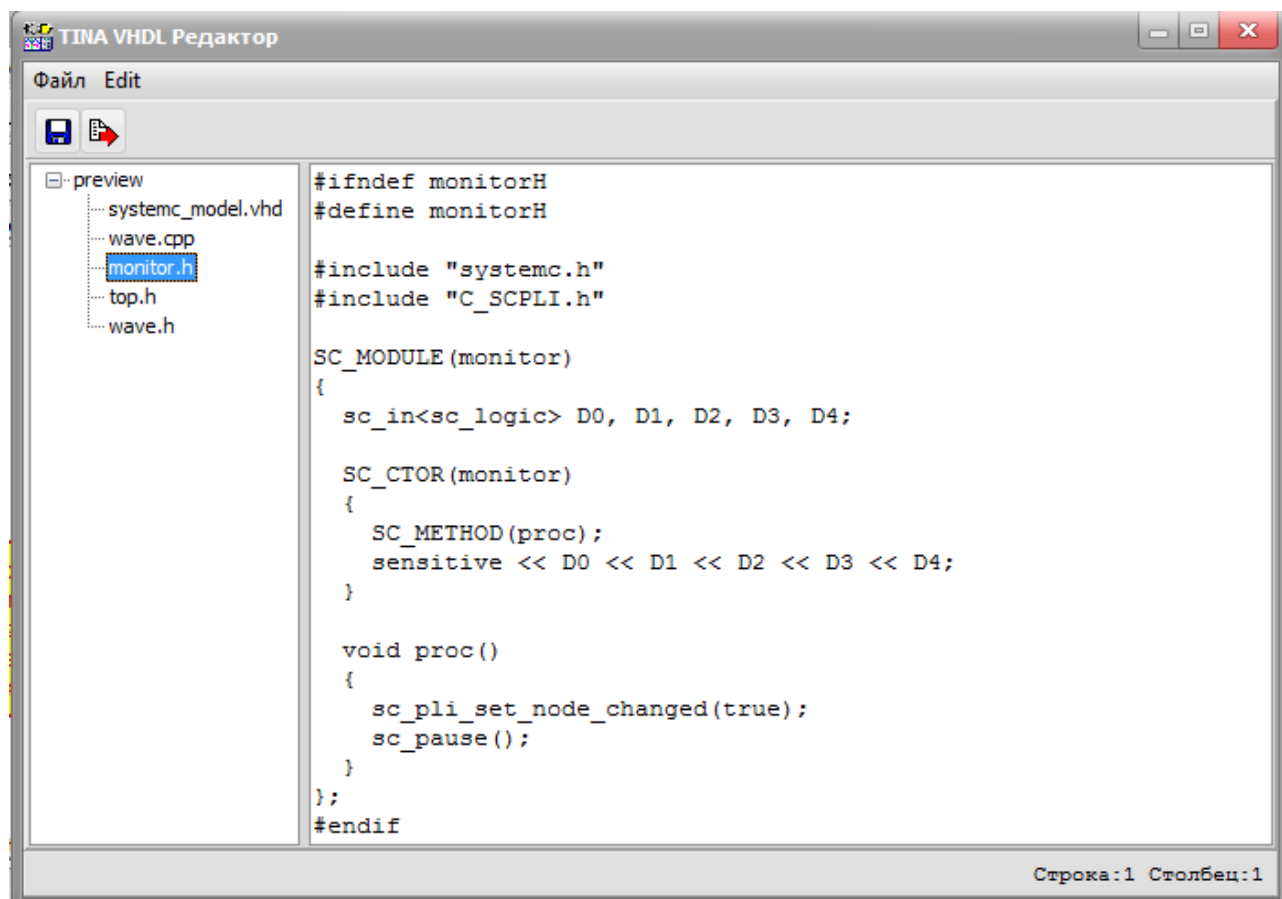 TINA VHDL Редактор
Файл Edit
preview
systemc_model.vhd
wave.cpp
monitor.h
top.h
wave.h
#ifndef monitorH
#define monitorH
#include "systemc.h"
#include "C_SCPLI.h"
SC_MODULE(monitor)
{
  sc_in<sc_logic> D0, D1, D2, D3, D4;
  SC_CTOR(monitor)
  {
    SC_METHOD(proc);
    sensitive << D0 << D1 << D2 << D3 << D4;
  }
  void proc()
  {
    sc_pli_set_node_changed(true);
    sc_pause();
  }
};
#endif
Строка:1 Столбец:1